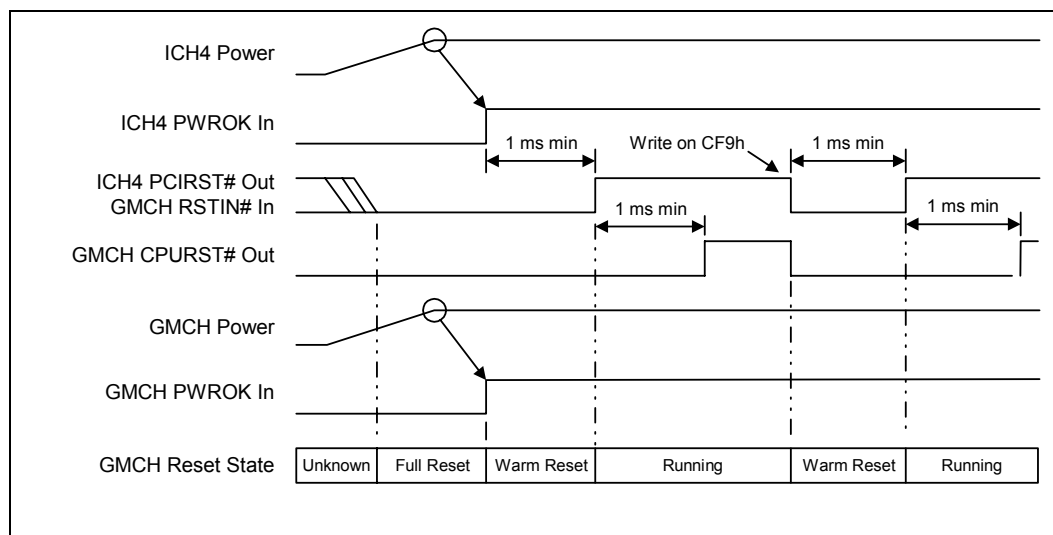 ICH4 Power
ICH4 PWROK In
1 ms min
Write on CF9h
1 ms min
ICH4 PCIRST# Out
GMCH RSTIN# In
1 ms min
1 ms min
GMCH CPURST# Out
GMCH Power
GMCH PWROK In
GMCH Reset State
Unknown
Full Reset
Warm Reset
Running
Warm Reset
Running